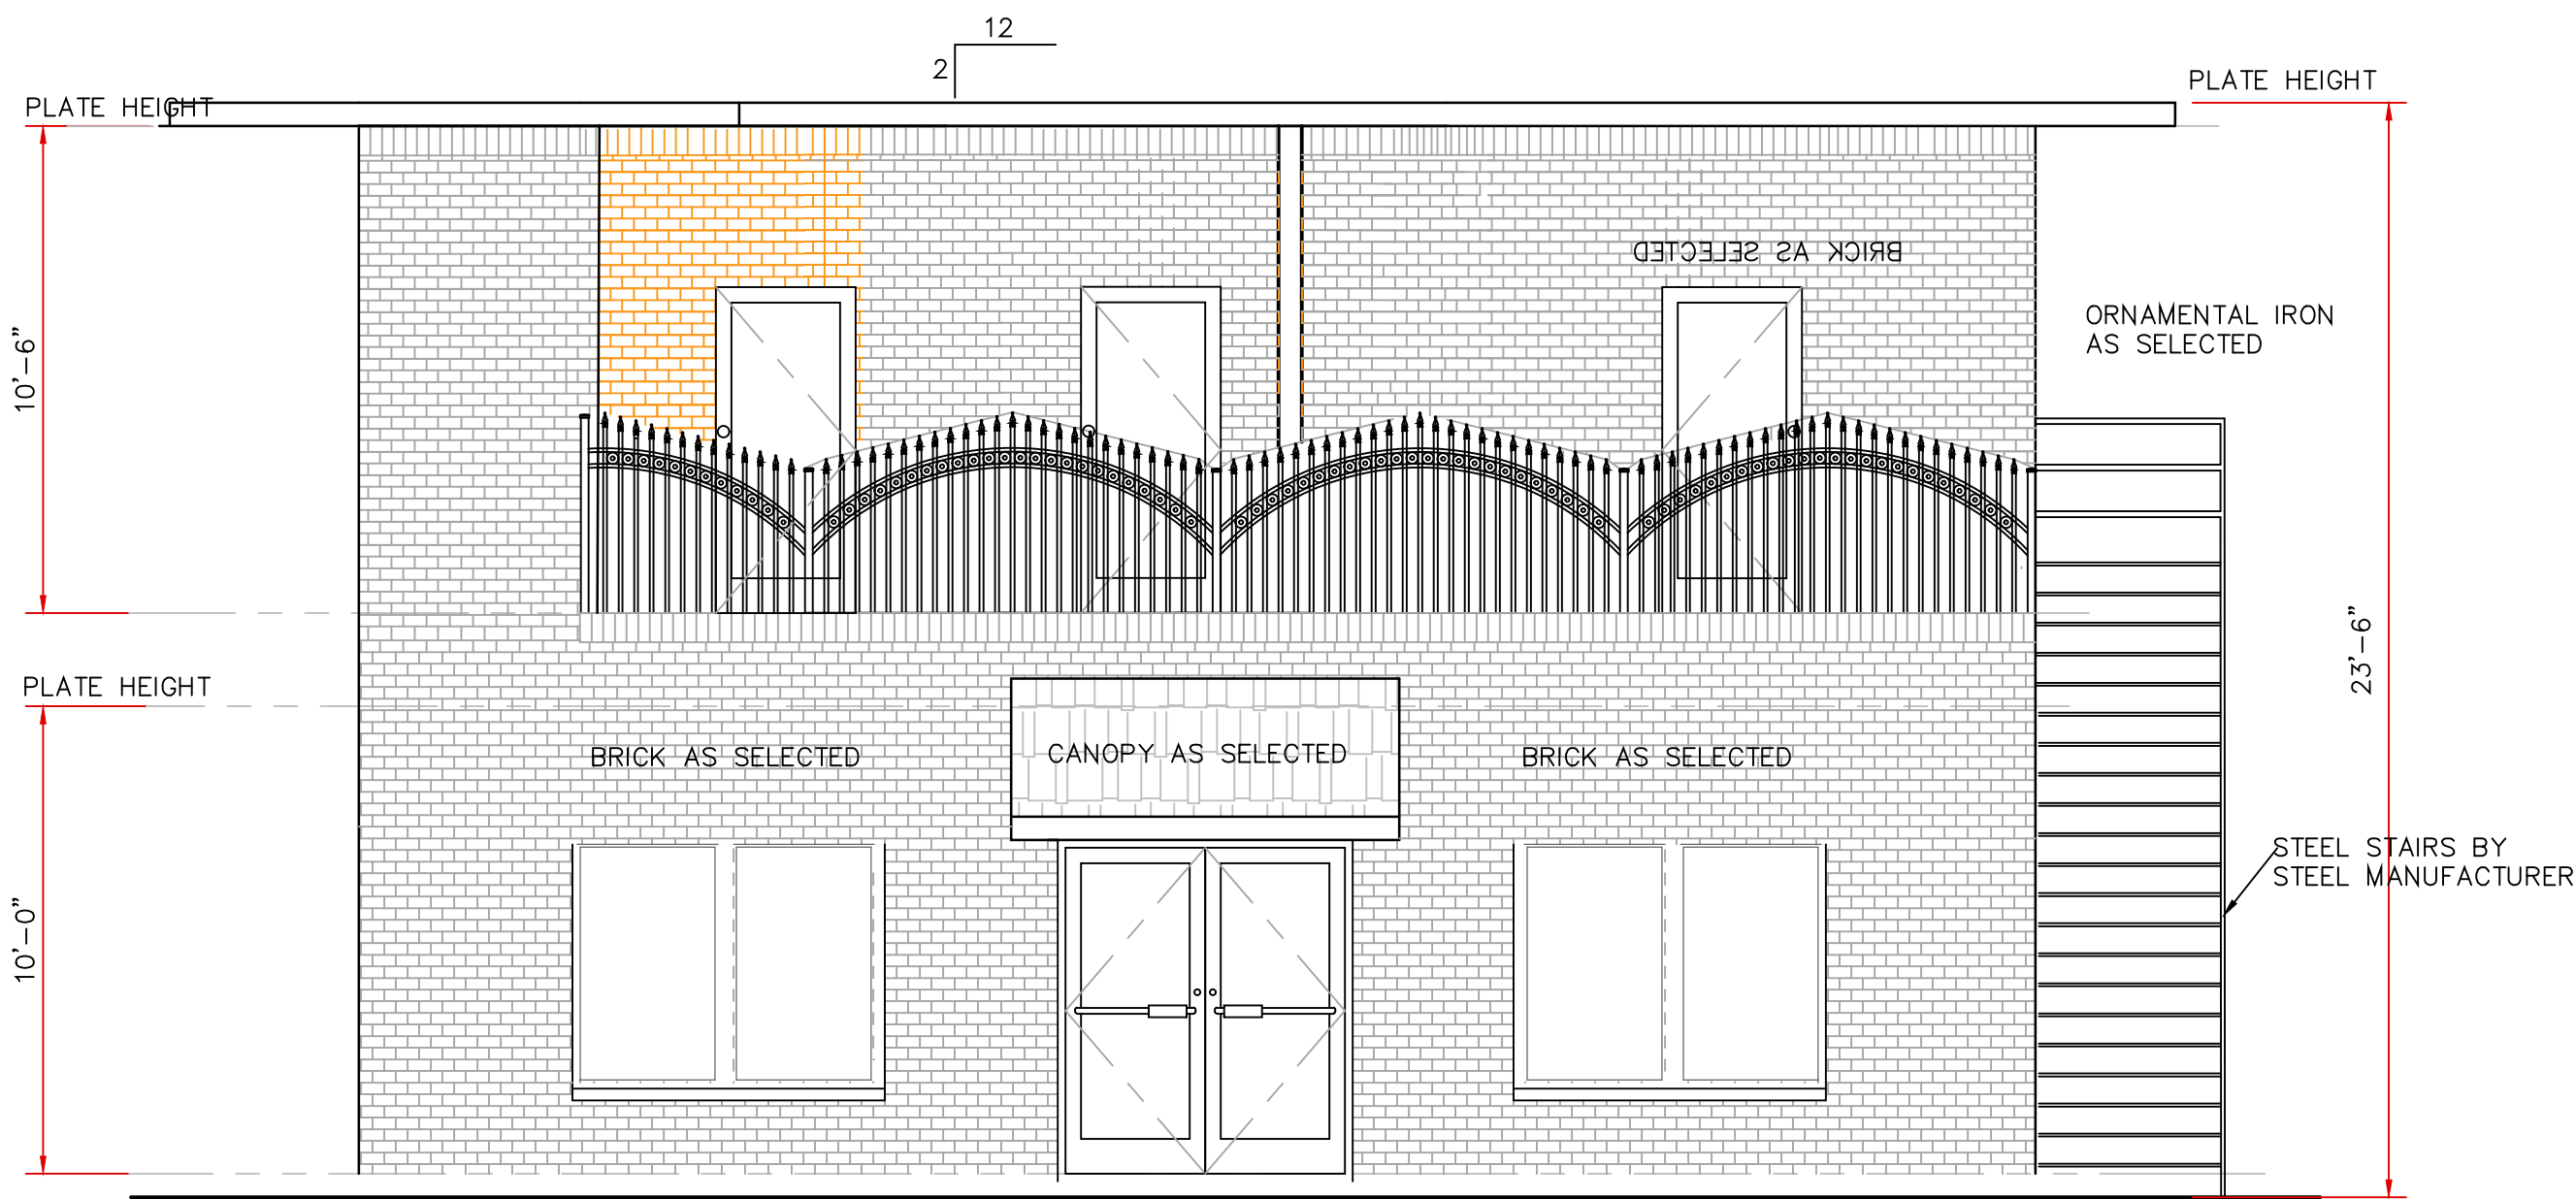 12
2
PLATE HEIGHT
PLATE HEIGHT
BRICK AS SELECTED
ORNAMENTAL IRON
AS SELECTED
10'-6"
23'-6"
PLATE HEIGHT
BRICK AS SELECTED
CANOPY AS SELECTED
BRICK AS SELECTED
STEEL STAIRS BY
STEEL MANUFACTURER
10'-0"